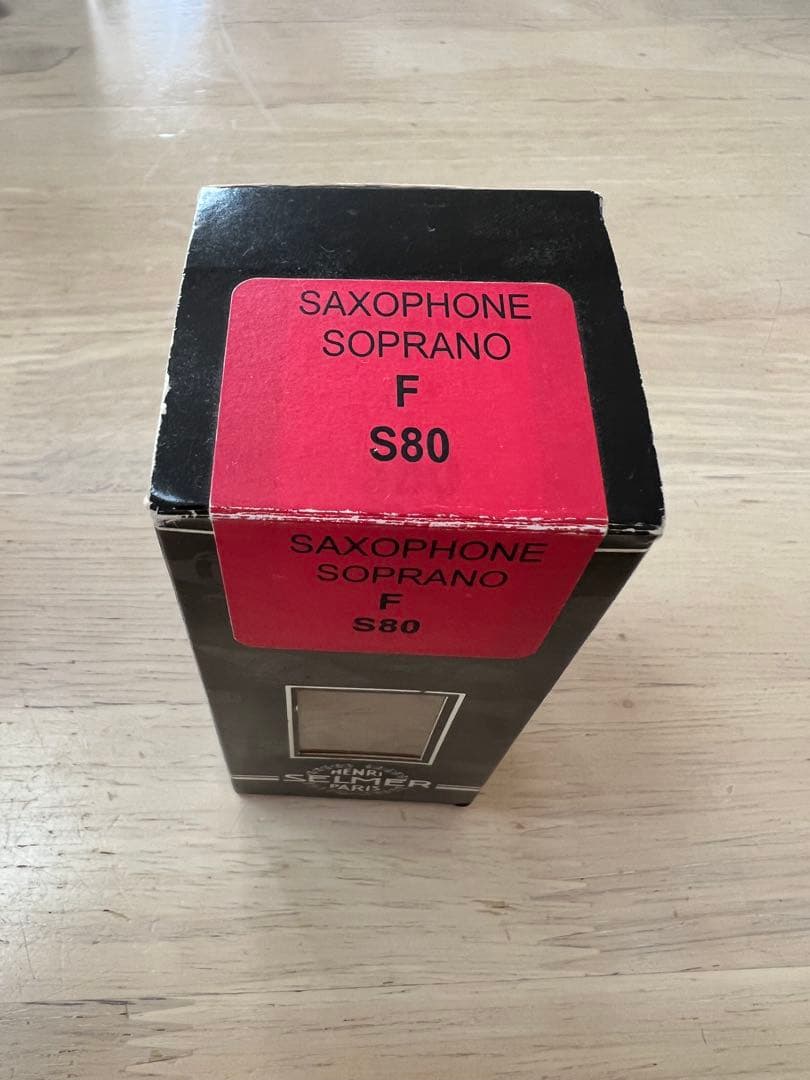 SAXOPHONE
SOPRANO
F
S80
SAXOPHONE
SOPRANO
F
S80
HENRI
SELMER
PARIS